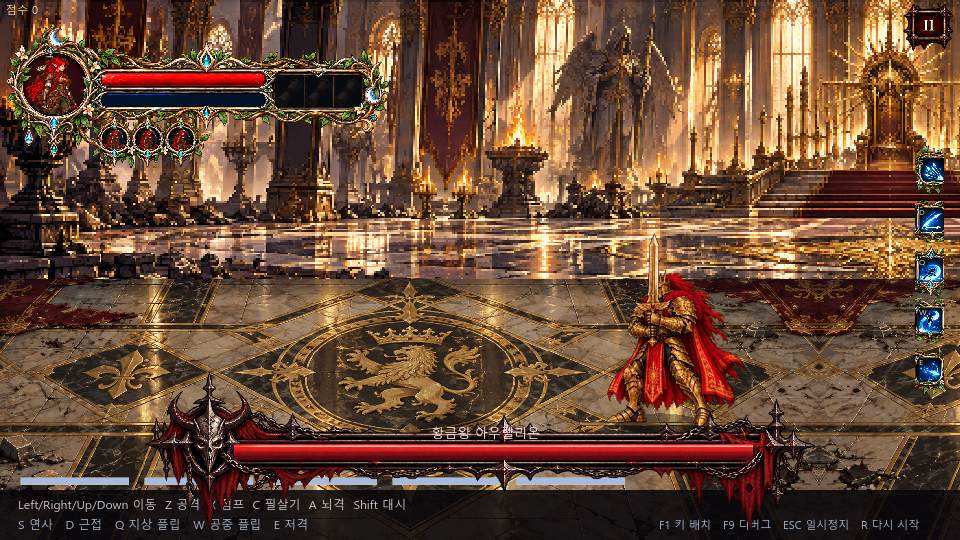 점수 0
II
황금왕 아우렐리온
Left/Right/Up/Down 이동 Z 공격 X 점프 C 필살기 A 뇌격 Shift 대시
S 연사 D 근접 Q 지상 플립 W 공중 플립 E 저격
F1 키 배치 F9 디버그 ESC 일시정지 R 다시 시작